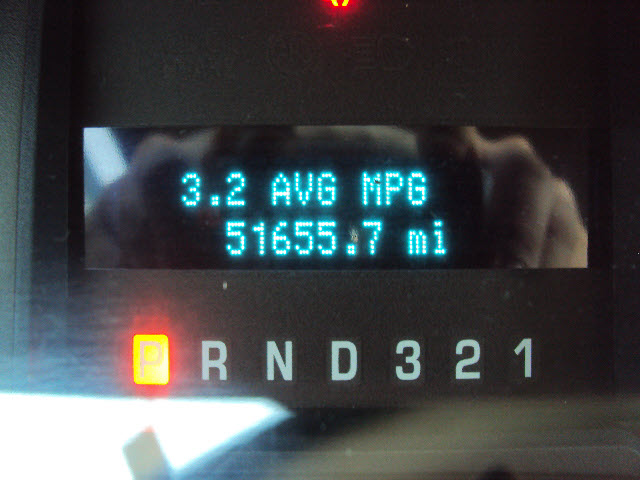 3.2 AVG MPG
51655.7 mi
P R N D 3 2 1